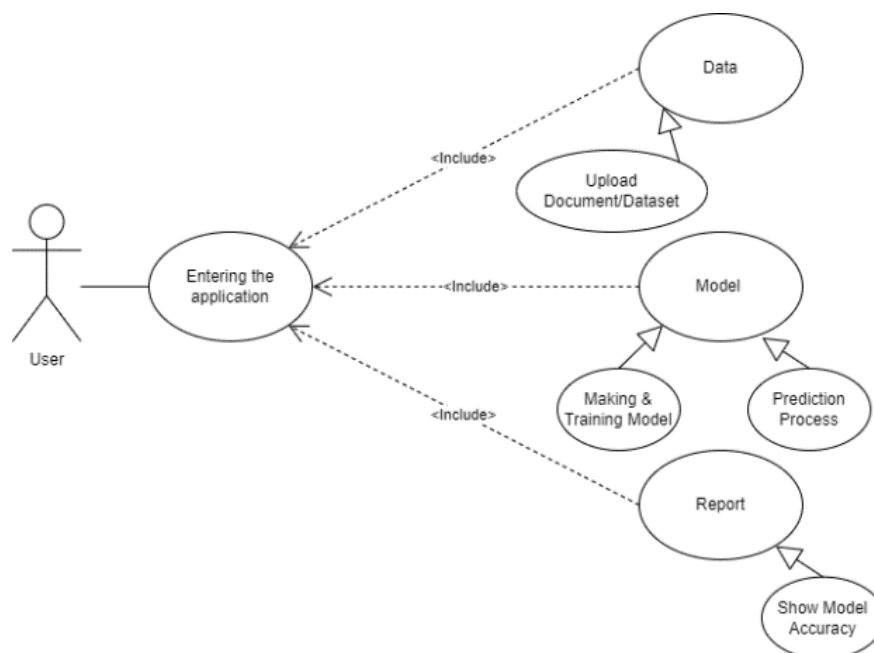 Data
<Include>
Upload
Document/Dataset
Entering the
application
<Include>
Model
User
<Include>
Making &
Training Model
Prediction
Process
Report
Show Model
Accuracy